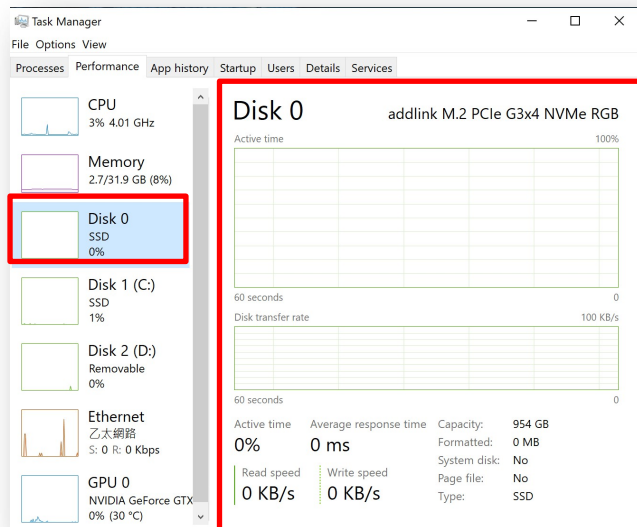 Task Manager
File Options View
Processes Performance App history Startup Users Details Services
CPU
3% 4.01 GHz
Memory
2.7/31.9 GB (8%)
Disk 0
SSD
0%
Disk 1 (C:)
SSD
1%
Disk 2 (D:)
Removable
0%
Ethernet
乙太網路
S: 0 R: 0 Kbps
GPU 0
NVIDIA GeForce GTX
0% (30 °C)
Disk 0 addlink M.2 PCIe G3x4 NVMe RGB
Active time 100%
60 seconds 0
Disk transfer rate 100 KB/s
60 seconds 0
Active time Average response time
0% 0 ms
Read speed Write speed
0 KB/s 0 KB/s
Capacity: 954 GB
Formatted: 0 MB
System disk: No
Page file: No
Type: SSD